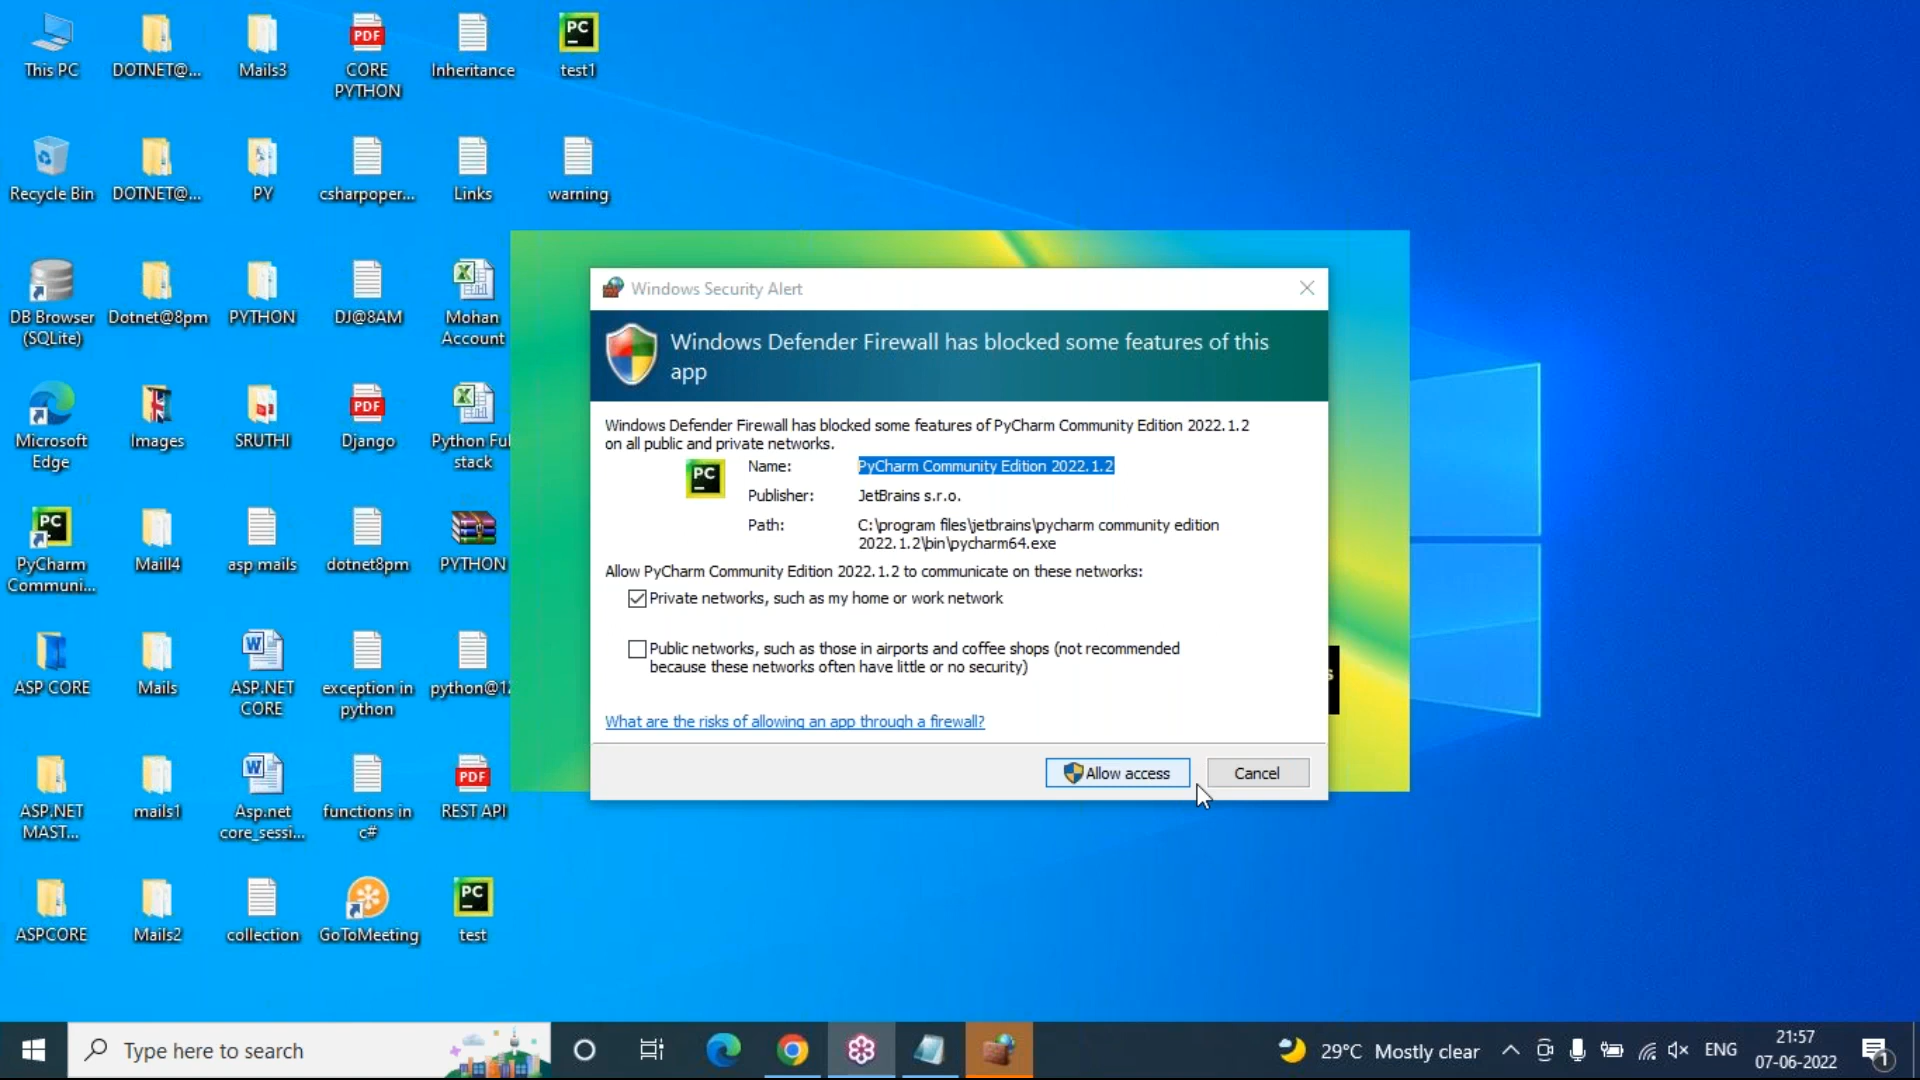 This PC
DOTNET@...
Mails3
CORE
PYTHON
Inheritance
test1
Recycle Bin
DOTNET@...
PY
csharpoper...
Links
warning
DB Browser
(SQLite)
Dotnet@8pm
PYTHON
DJ@8AM
Mohan
Account
Microsoft
Edge
Images
SRUTHI
Django
Python Ful
stack
PyCharm
Communi...
Maill4
asp mails
dotnet8pm
PYTHON
ASP CORE
Mails
ASP.NET
CORE
exception in
python
python@12
ASP.NET
MAST...
mails1
Asp.net
core_sessi...
functions in
c#
REST API
ASPCORE
Mails2
collection
GoToMeeting
test
PDF
PDF
PDF
PC
PC
PC
Windows Security Alert
Windows Defender Firewall has blocked some features of this
app
Windows Defender Firewall has blocked some features of PyCharm Community Edition 2022.1.2
on all public and private networks.
PC
Name: PyCharm Community Edition 2022.1.2
Publisher: JetBrains s.r.o.
Path: C:\program files\jetbrains\pycharm community edition
2022.1.2\bin\pycharm64.exe
Allow PyCharm Community Edition 2022.1.2 to communicate on these networks:
Private networks, such as my home or work network
Public networks, such as those in airports and coffee shops (not recommended
because these networks often have little or no security)
What are the risks of allowing an app through a firewall?
Allow access
Cancel
Type here to search
29°C Mostly clear
ENG
21:57
07-06-2022
1